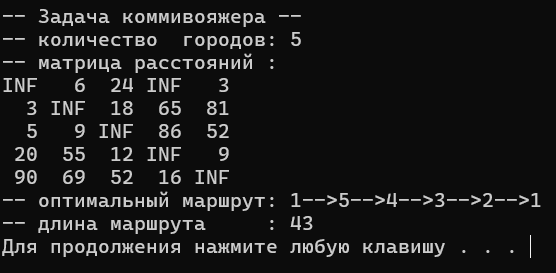 -- Задача коммивояжера --
-- количество  городов: 5
-- матрица расстояний :
INF   6  24 INF   3
  3 INF  18  65  81
  5   9 INF  86  52
 20  55  12 INF   9
 90  69  52  16 INF
-- оптимальный маршрут: 1-->5-->4-->3-->2-->1
-- длина маршрута     : 43
Для продолжения нажмите любую клавишу . . .